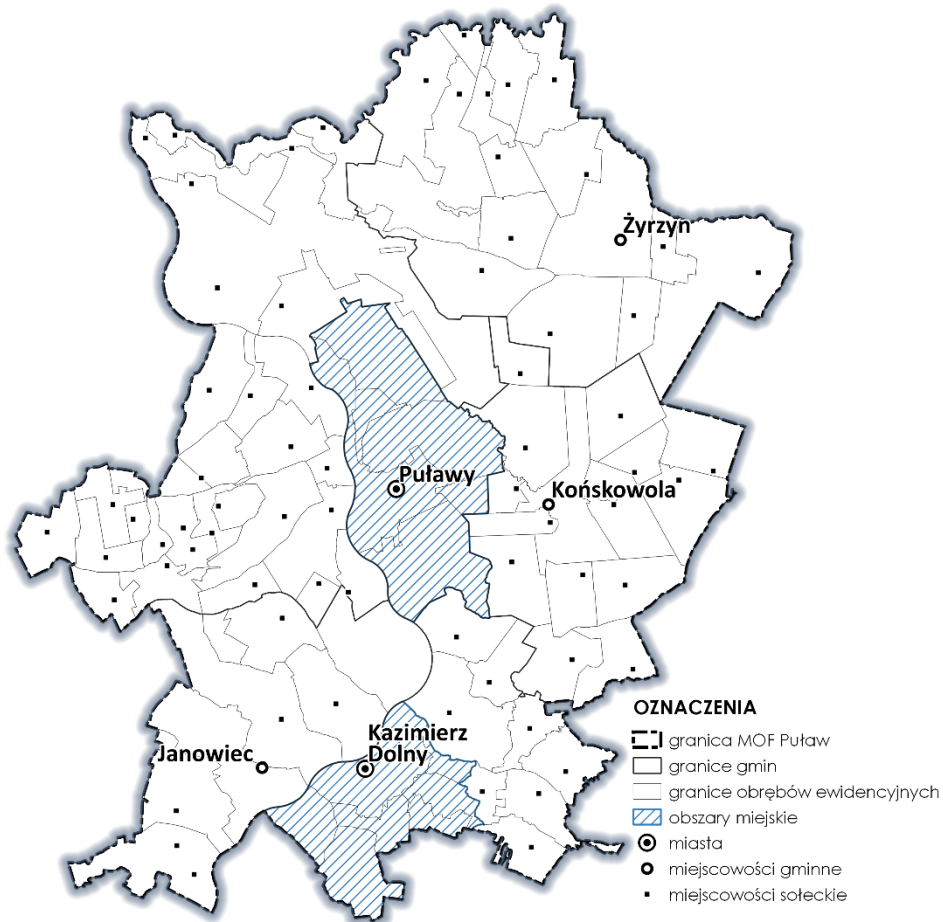 Żyrzyn
Puławy
Końskowola
Kazimierz
Dolny
Janowiec
OZNACZENIA
granica MOF Puław
granice gmin
granice obrębów ewidencyjnych
obszary miejskie
miasta
miejscowości gminne
miejscowości sołeckie